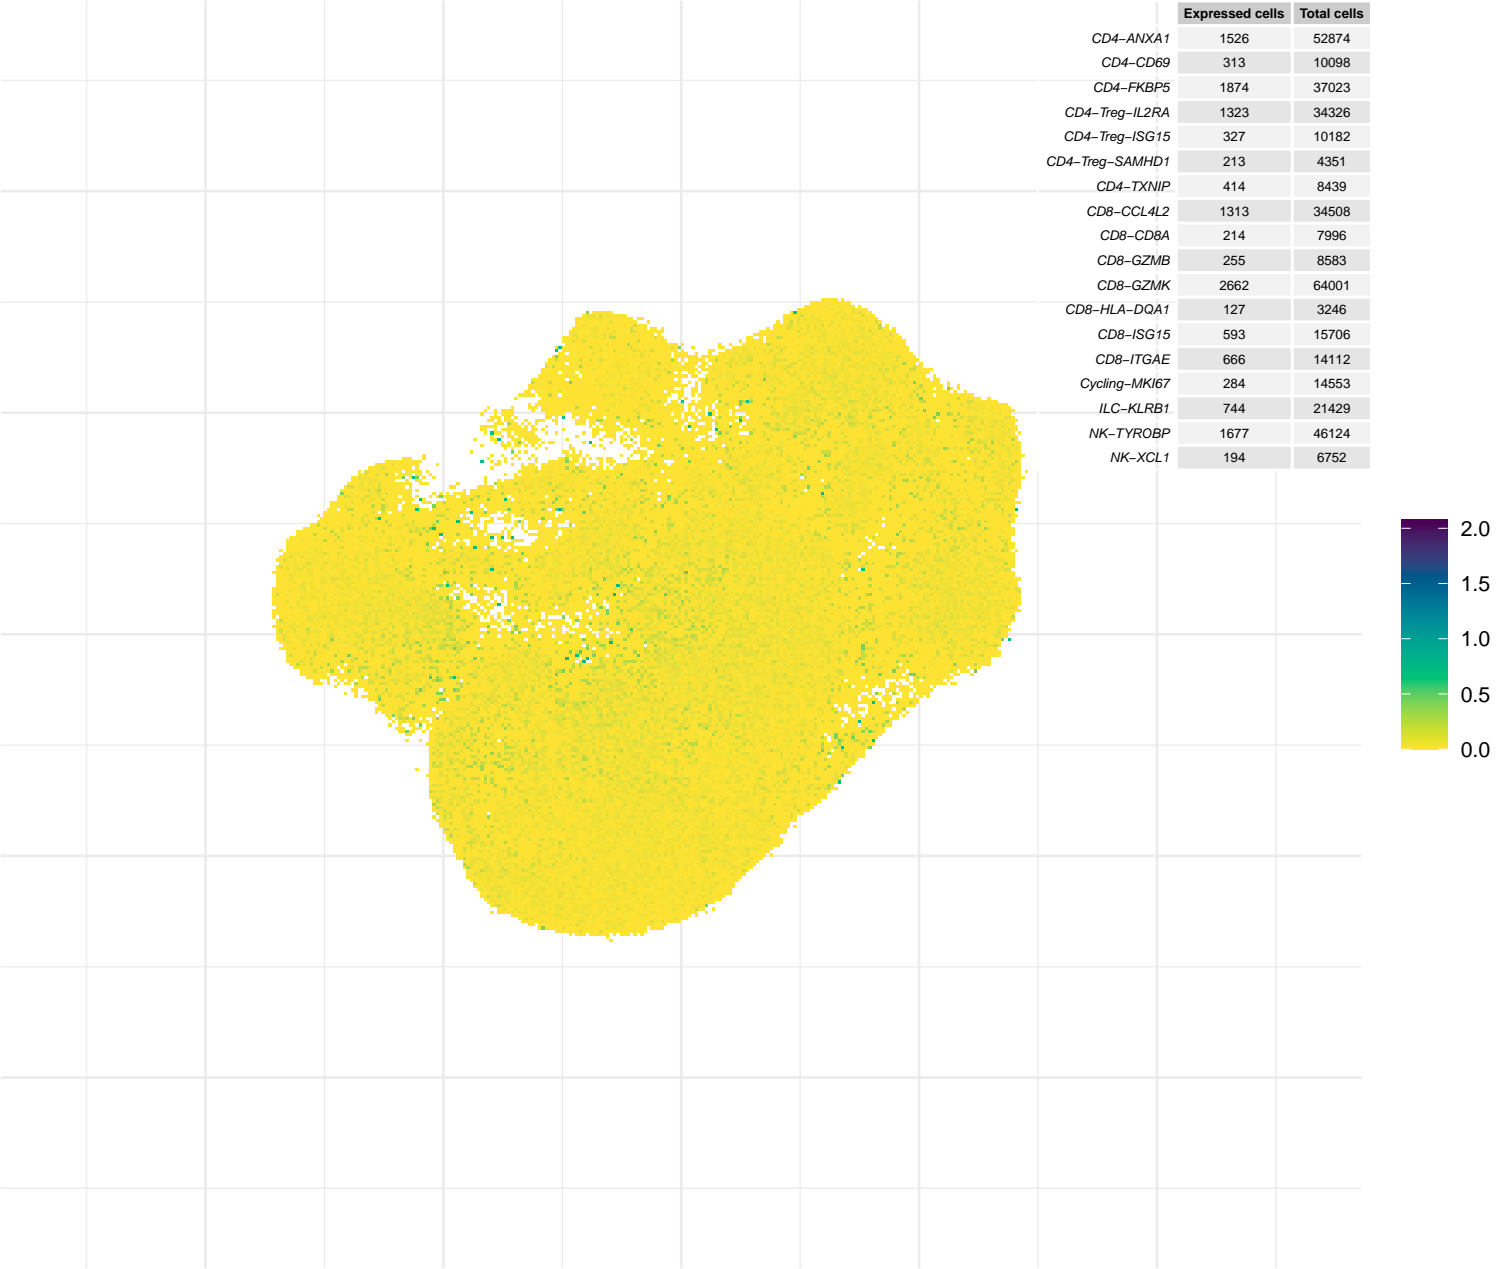 Expressed cells Total cells
CD4−ANXA1 1526 52874
CD4−CD69 313 10098
CD4−FKBP5 1874 37023
CD4−Treg−IL2RA 1323 34326
CD4−Treg−ISG15 327 10182
CD4−Treg−SAMHD1 213 4351
CD4−TXNIP 414 8439
CD8−CCL4L2 1313 34508
CD8−CD8A 214 7996
CD8−GZMB 255 8583
CD8−GZMK 2662 64001
CD8−HLA−DQA1 127 3246
CD8−ISG15 593 15706
CD8−ITGAE 666 14112
Cycling−MKI67 284 14553
ILC−KLRB1 744 21429
NK−TYROBP 1677 46124
NK−XCL1 194 6752
2.0
1.5
1.0
0.5
0.0